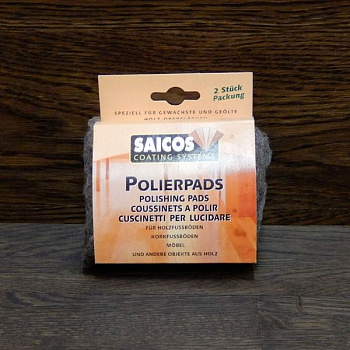 2 Stück
Packung
SPEZIELL FÜR GEWACHSTE UND GEÖLTE
SAICOS
COATING SYSTEMS
POLIERPADS
POLISHING PADS
COUSSINETS A POLIR
CUSCINETTI PER LUCIDARE
FÜR HOLZFUSSBÖDEN
KORKFUSSBÖDEN
MÖBEL
UND ANDERE OBJEKTE AUS HOLZ